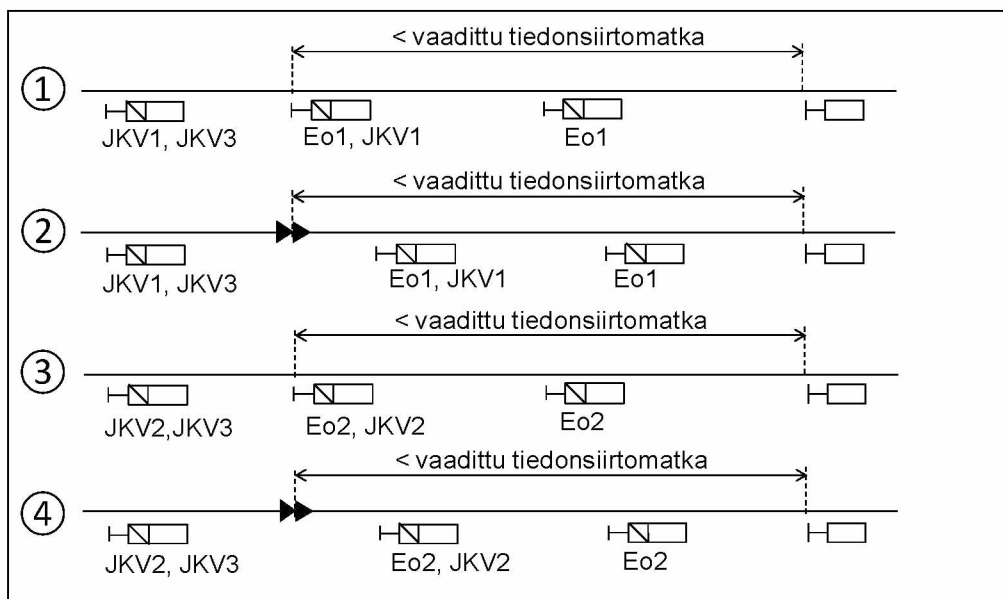 < vaadittu tiedonsiirtomatka
1
JKV1, JKV3
Eo1, JKV1
Eo1
< vaadittu tiedonsiirtomatka
2
JKV1, JKV3
Eo1, JKV1
Eo1
< vaadittu tiedonsiirtomatka
3
JKV2,JKV3
Eo2, JKV2
Eo2
< vaadittu tiedonsiirtomatka
4
JKV2, JKV3
Eo2, JKV2
Eo2